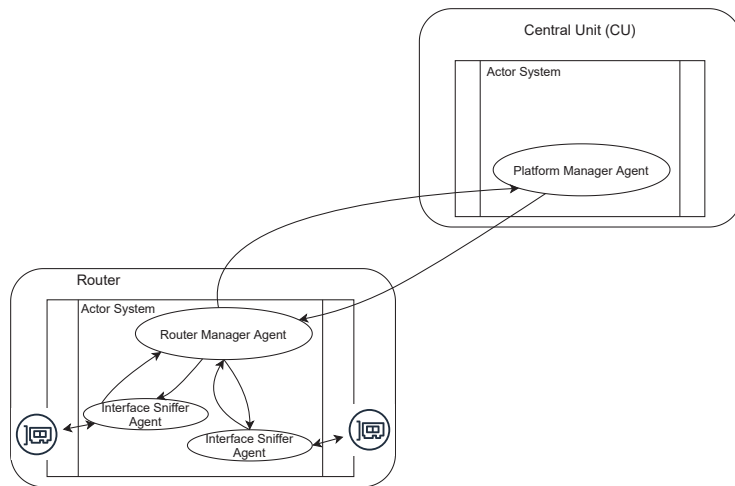 Central Unit (CU)
Actor System
Platform Manager Agent
Router
Actor System
Router Manager Agent
Interface Sniffer
Agent
Interface Sniffer
Agent